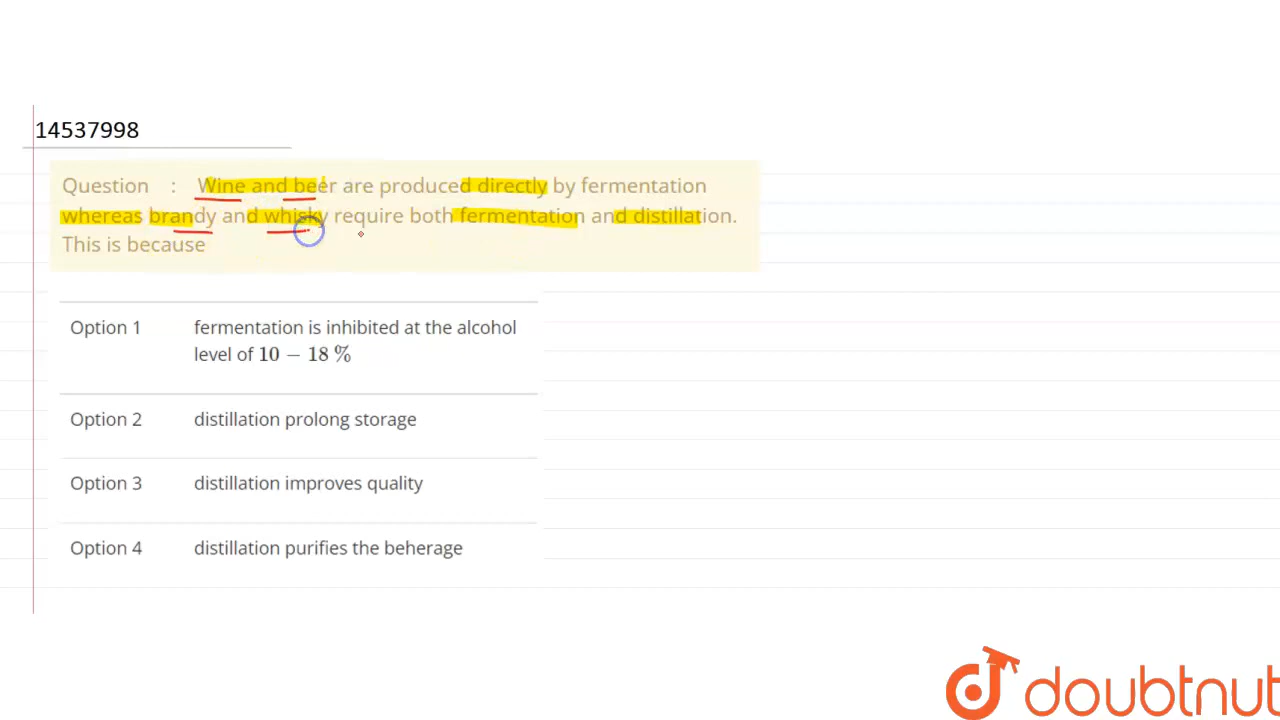 14537998
Question : Wine and beer are produced directly by fermentation
whereas brandy and whisky require both fermentation and distillation.
This is because
Option 1 fermentation is inhibited at the alcohol
level of 10 − 18 %
Option 2 distillation prolong storage
Option 3 distillation improves quality
Option 4 distillation purifies the beherage
doubtnut